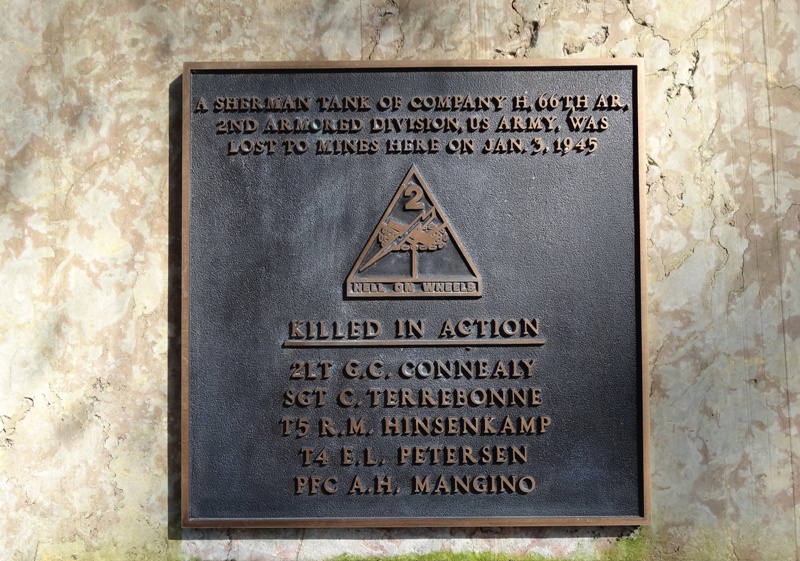 A SHERMAN TANK OF COMPANY H, 66TH AR,
2ND ARMORED DIVISION, US ARMY, WAS
LOST TO MINES HERE ON JAN. 3, 1945
2
HELL ON WHEELS
KILLED IN ACTION
2LT G.C. CONNEALY
SGT C. TERREBONNE
T5 R.M. HINSENKAMP
T4 E.L. PETERSEN
PFC A.H. MANGINO